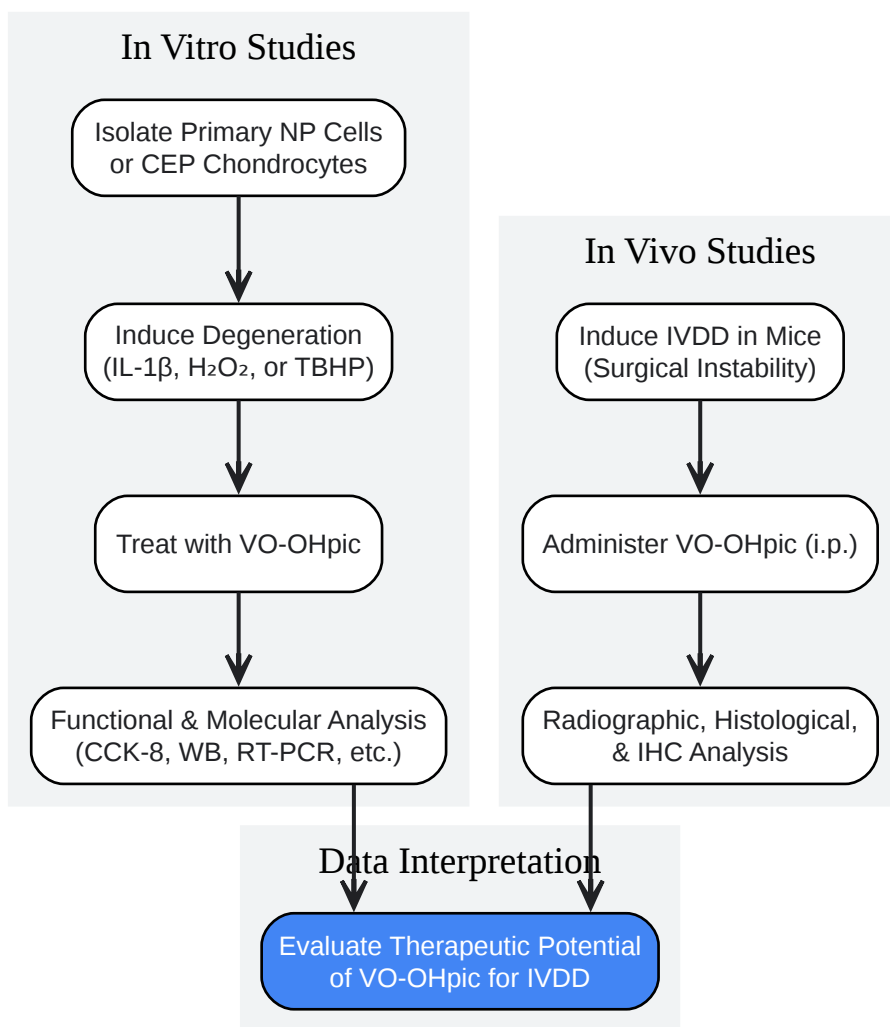 In Vitro Studies
Isolate Primary NP Cells
or CEP Chondrocytes
Induce Degeneration
(IL-1β, H₂O₂, or TBHP)
Treat with VO-OHpic
Functional & Molecular Analysis
(CCK-8, WB, RT-PCR, etc.)
In Vivo Studies
Induce IVDD in Mice
(Surgical Instability)
Administer VO-OHpic (i.p.)
Radiographic, Histological,
& IHC Analysis
Data Interpretation
Evaluate Therapeutic Potential
of VO-OHpic for IVDD